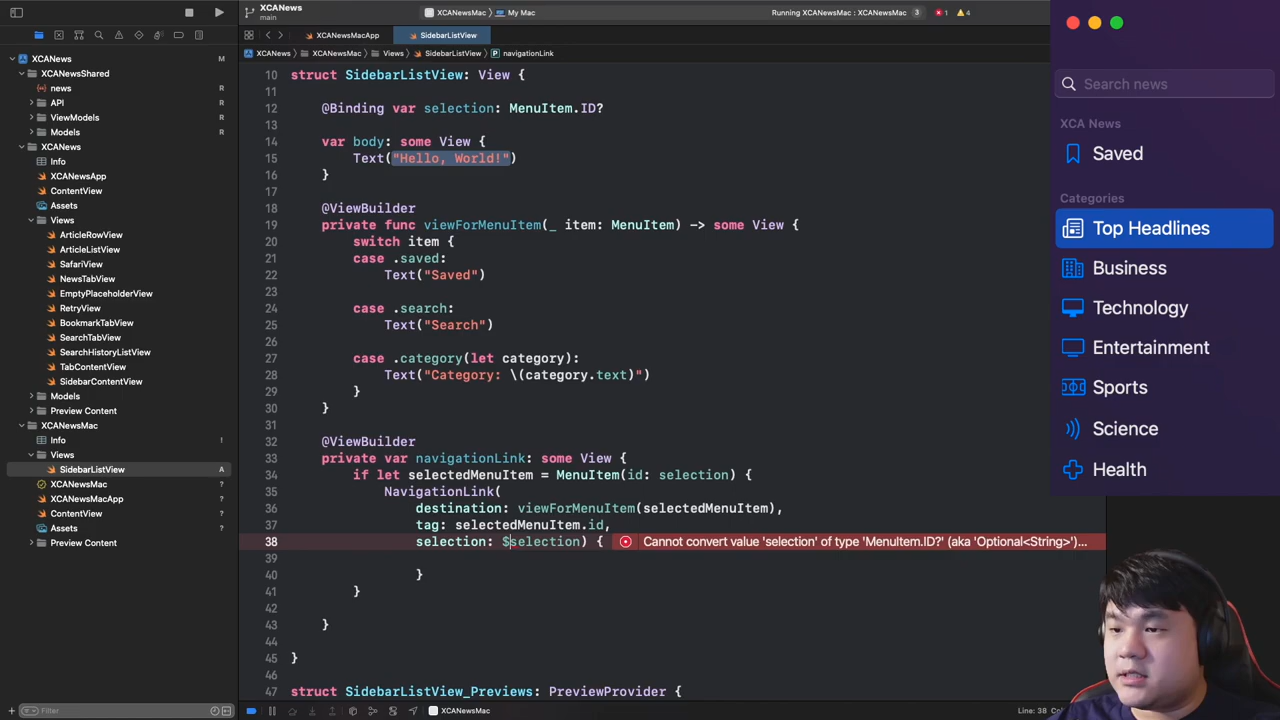 XCANews
main
XCANewsMac
My Mac
Running XCANewsMac : XCANewsMac
3
1
4
XCANewsMacApp
SidebarListView
XCANews
XCANewsMac
Views
SidebarListView
P
navigationLink
XCANews
M
XCANewsShared
news
R
API
R
ViewModels
R
Models
R
XCANews
Info
XCANewsApp
ContentView
Assets
Views
ArticleRowView
ArticleListView
SafariView
NewsTabView
EmptyPlaceholderView
RetryView
BookmarkTabView
SearchTabView
SearchHistoryListView
TabContentView
SidebarContentView
Models
Preview Content
XCANewsMac
Info
!
Views
SidebarListView
A
XCANewsMac
?
XCANewsMacApp
?
ContentView
?
Assets
?
Preview Content
?
Filter
10 struct SidebarListView: View {
11
12 @Binding var selection: MenuItem.ID?
13
14 var body: some View {
15 Text("Hello, World!")
16 }
17
18 @ViewBuilder
19 private func viewForMenuItem(_ item: MenuItem) -> some View {
20 switch item {
21 case .saved:
22 Text("Saved")
23
24 case .search:
25 Text("Search")
26
27 case .category(let category):
28 Text("Category: \(category.text)")
29 }
30 }
31
32 @ViewBuilder
33 private var navigationLink: some View {
34 if let selectedMenuItem = MenuItem(id: selection) {
35 NavigationLink(
36 destination: viewForMenuItem(selectedMenuItem),
37 tag: selectedMenuItem.id,
38 selection: $selection) { Cannot convert value 'selection' of type 'MenuItem.ID?' (aka 'Optional<String>')...
39
40 }
41 }
42
43 }
44
45 }
46
47 struct SidebarListView_Previews: PreviewProvider {
XCANewsMac
Line: 38
Search news
XCA News
Saved
Categories
Top Headlines
Business
Technology
Entertainment
Sports
Science
Health